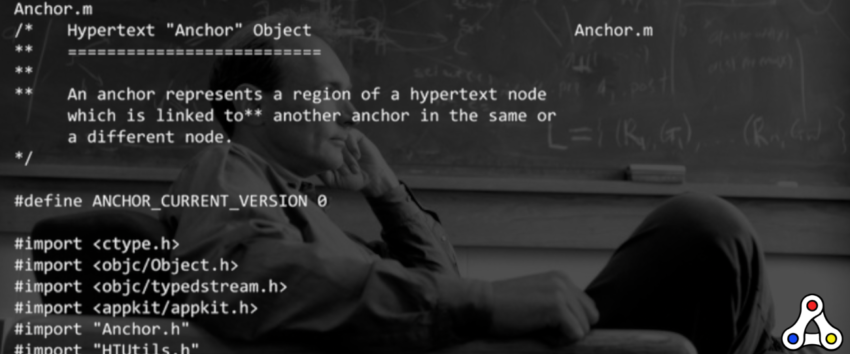 Anchor.m
/* Hypertext "Anchor" Object Anchor.m
** ==========================
**
** An anchor represents a region of a hypertext node
which is linked to** another anchor in the same or
a different node.
*/
#define ANCHOR_CURRENT_VERSION 0
#import <ctype.h>
#import <objc/Object.h>
#import <objc/typedstream.h>
#import <appkit/appkit.h>
#import "Anchor.h"
#import "HTUtils.h"